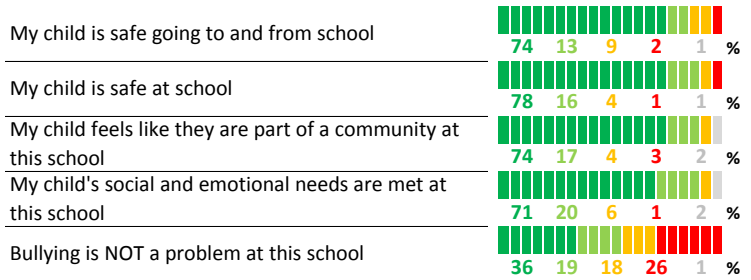 My child is safe going to and from school
74 13 9 2 1 %
My child is safe at school
78 16 4 1 1 %
My child feels like they are part of a community at
this school
74 17 4 3 2 %
My child's social and emotional needs are met at
this school
71 20 6 1 2 %
Bullying is NOT a problem at this school
36 19 18 26 1 %